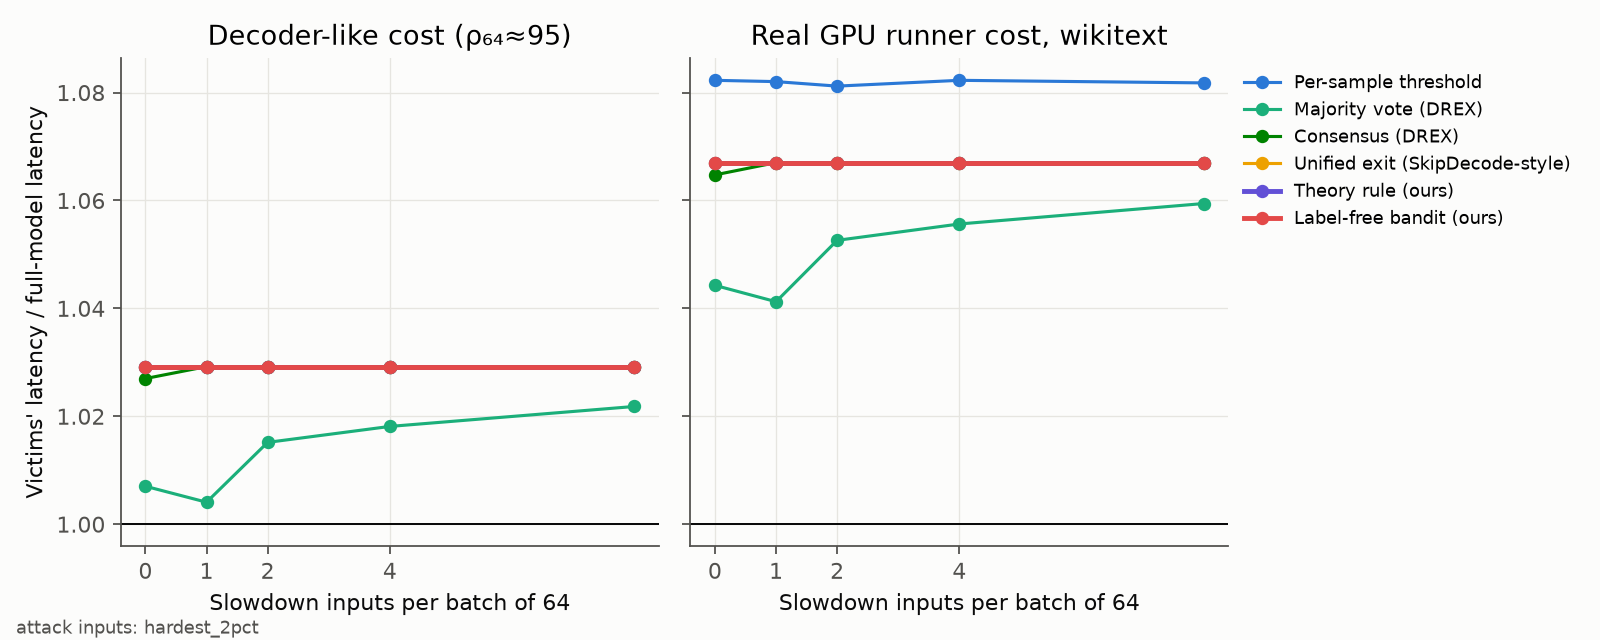 Decoder-like cost (ρ₆₄≈95)
Real GPU runner cost, wikitext
Victims' latency / full-model latency
1.08
1.06
1.04
1.02
1.00
0 1 2 4
0 1 2 4
Slowdown inputs per batch of 64
Slowdown inputs per batch of 64
Per-sample threshold
Majority vote (DREX)
Consensus (DREX)
Unified exit (SkipDecode-style)
Theory rule (ours)
Label-free bandit (ours)
attack inputs: hardest_2pct